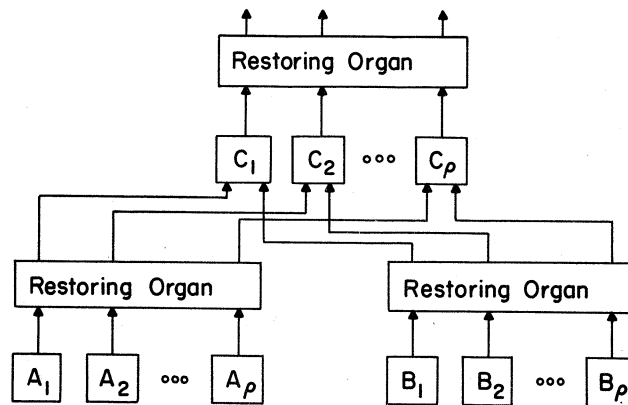 Restoring Organ
C1 C2 ooo Cρ
Restoring Organ Restoring Organ
A1 A2 ooo Aρ B1 B2 ooo Bρ